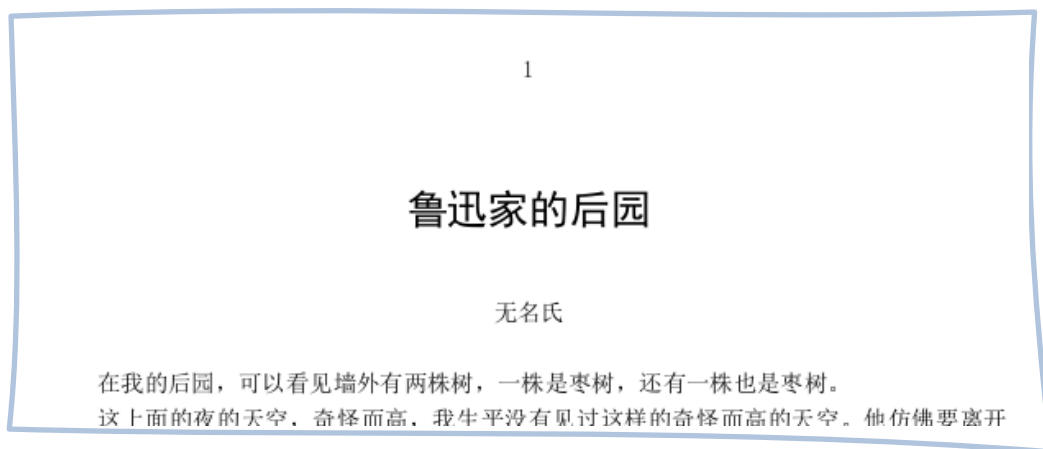 1
鲁迅家的后园
无名氏
在我的后园，可以看见墙外有两株树，一株是枣树，还有一株也是枣树。
这上面的夜的天空，奇怪而高，我生平没有见过这样的奇怪而高的天空。他仿佛要离开